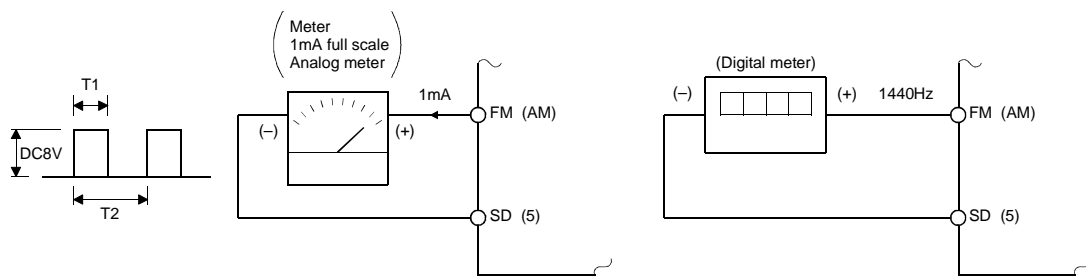 T1
DC8V
T2
Meter
1mA full scale
Analog meter
1mA
(–)
(+)
FM (AM)
SD (5)
(Digital meter)
(–)
(+)
1440Hz
FM (AM)
SD (5)